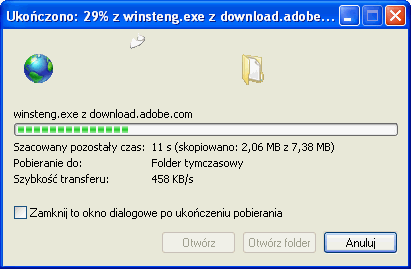 Ukończono: 29% z winsteng.exe z download.adobe...
winsteng.exe z download.adobe.com
Szacowany pozostały czas: 11 s (skopiowano: 2,06 MB z 7,38 MB)
Pobieranie do: Folder tymczasowy
Szybkość transferu: 458 KB/s
Zamknij to okno dialogowe po ukończeniu pobierania
Otwórz Otwórz folder Anuluj